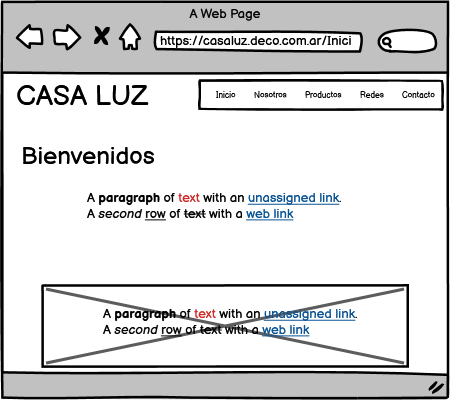 A Web Page
https://casaluz.deco.com.ar/Inici
CASA LUZ
Inicio Nosotros Productos Redes Contacto
Bienvenidos
A paragraph of text with an unassigned link.
A second row of text with a web link
A paragraph of text with an unassigned link.
A second row of text with a web link